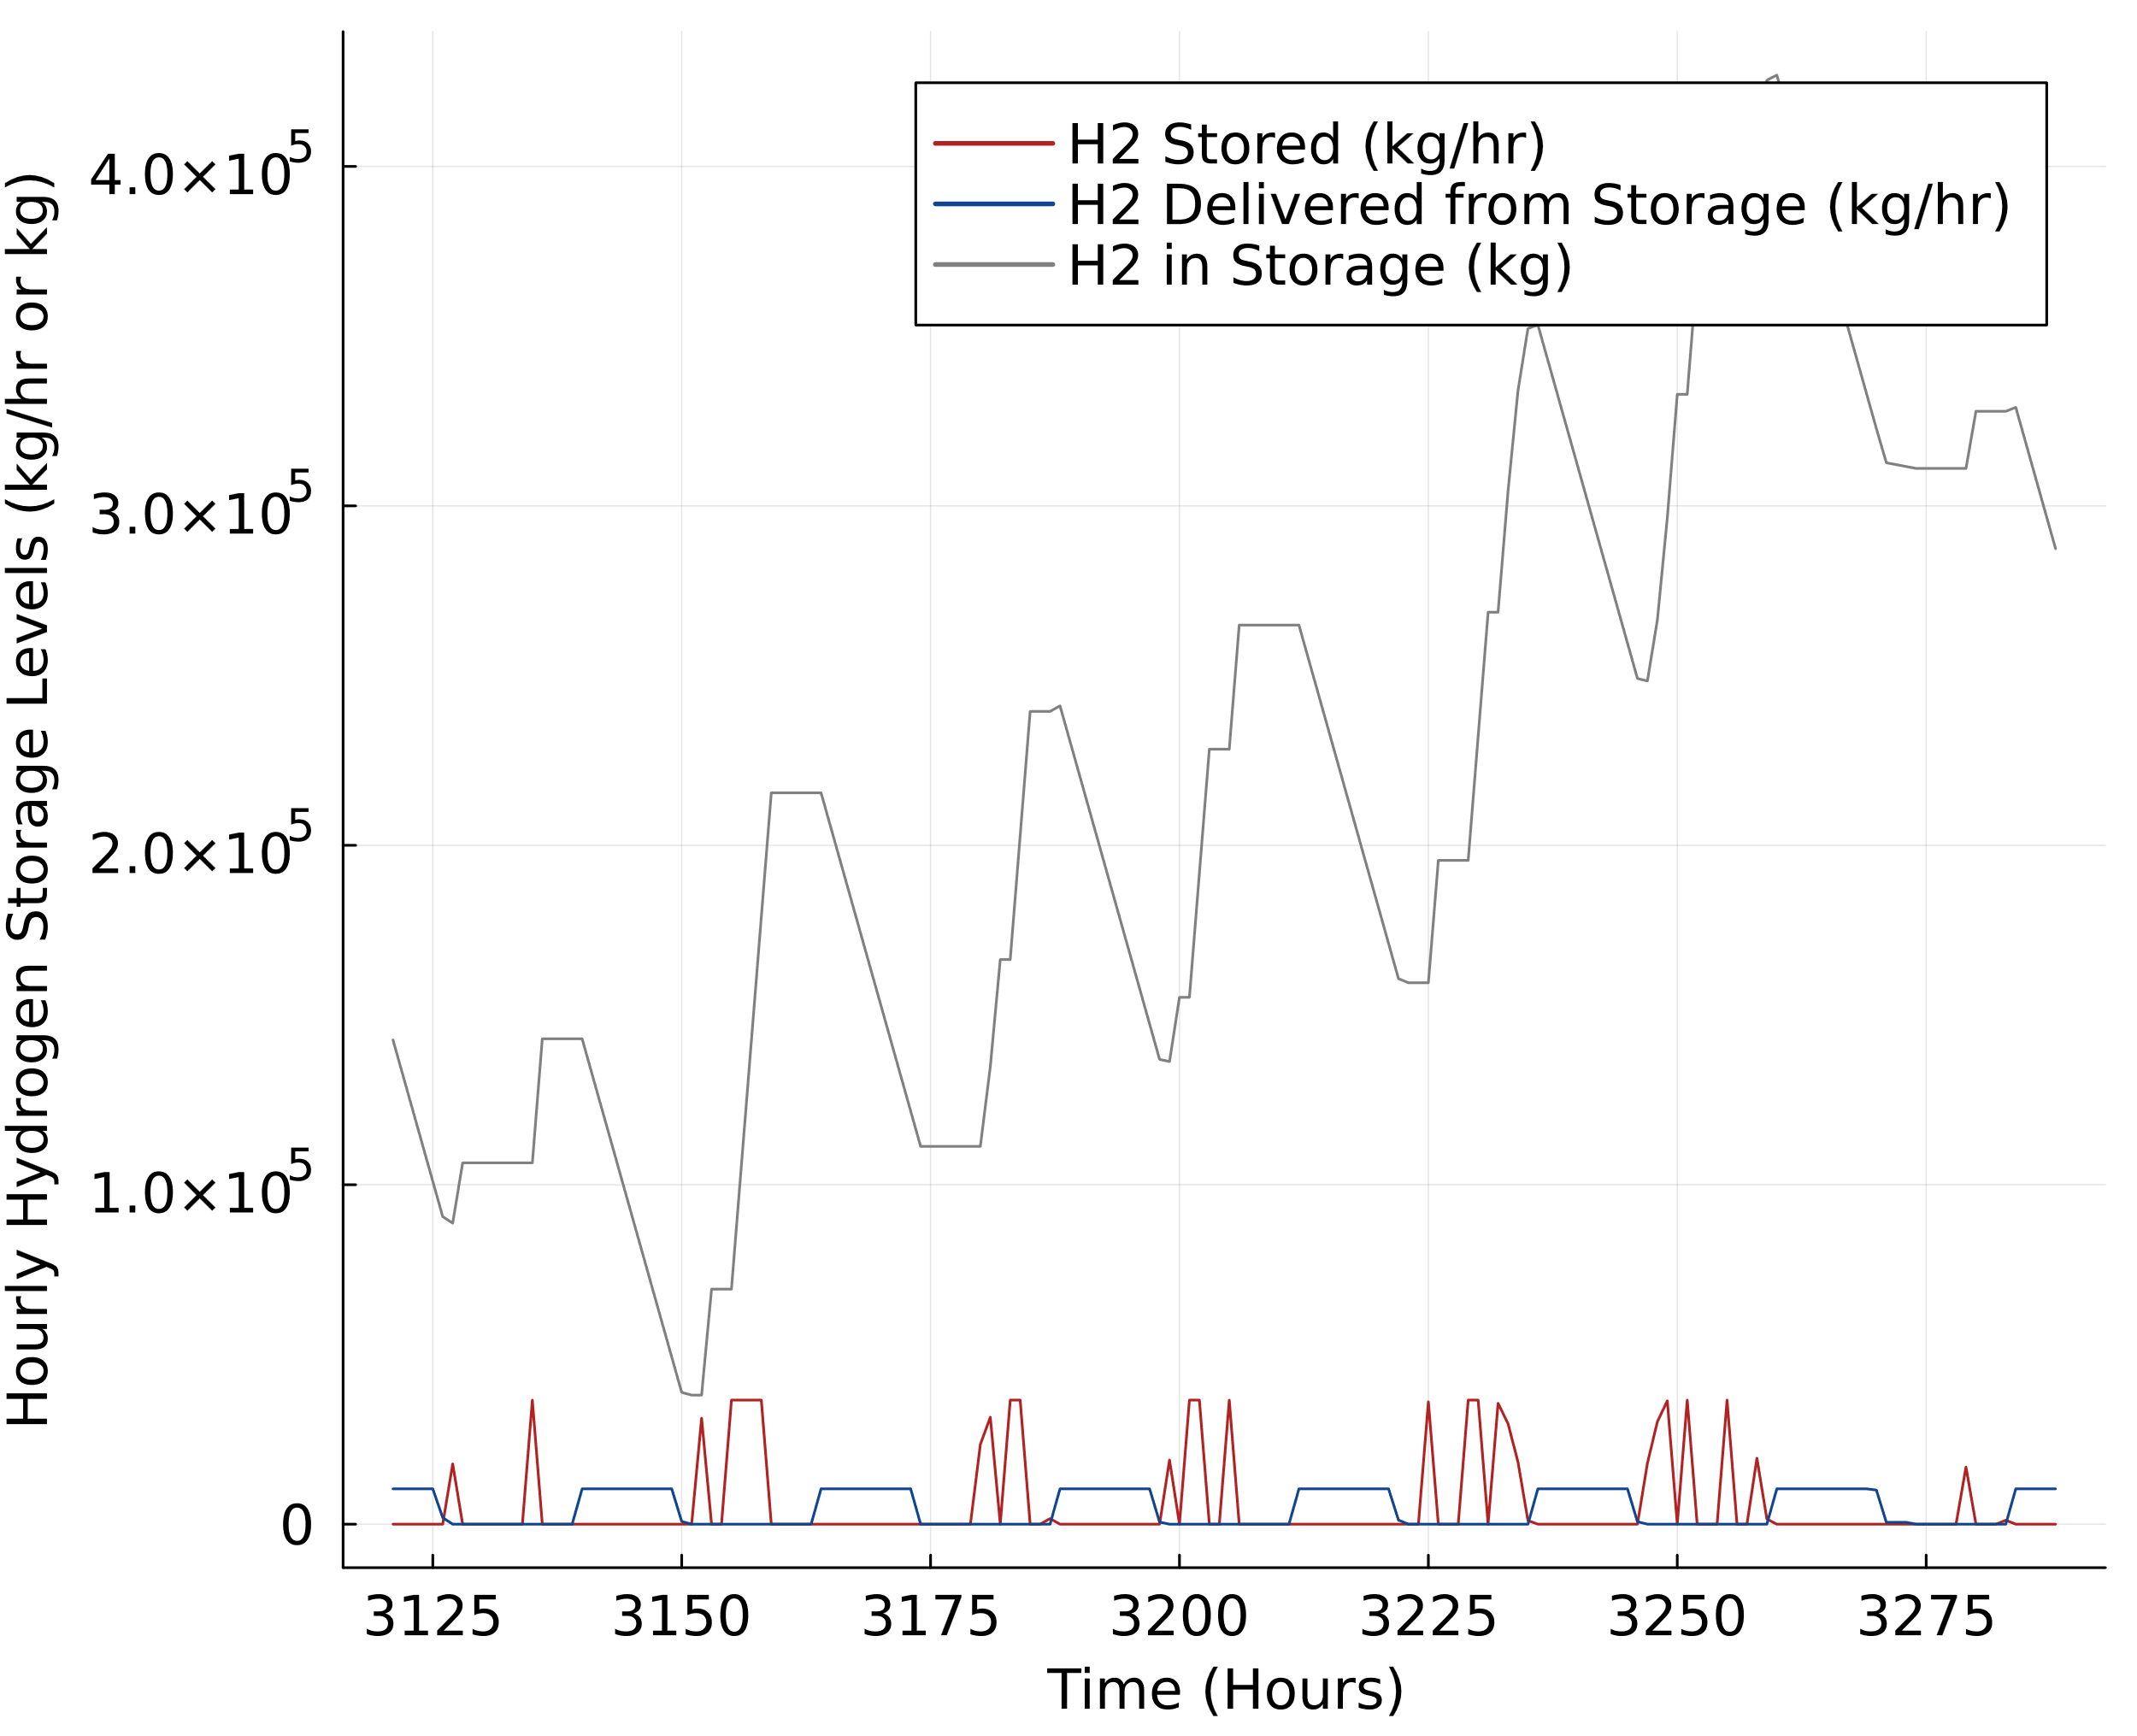 Hourly Hydrogen Storage Levels (kg/hr or kg)
4.0×10⁵
3.0×10⁵
2.0×10⁵
1.0×10⁵
0
H2 Stored (kg/hr)
H2 Delivered from Storage (kg/hr)
H2 in Storage (kg)
3125 3150 3175 3200 3225 3250 3275
Time (Hours)